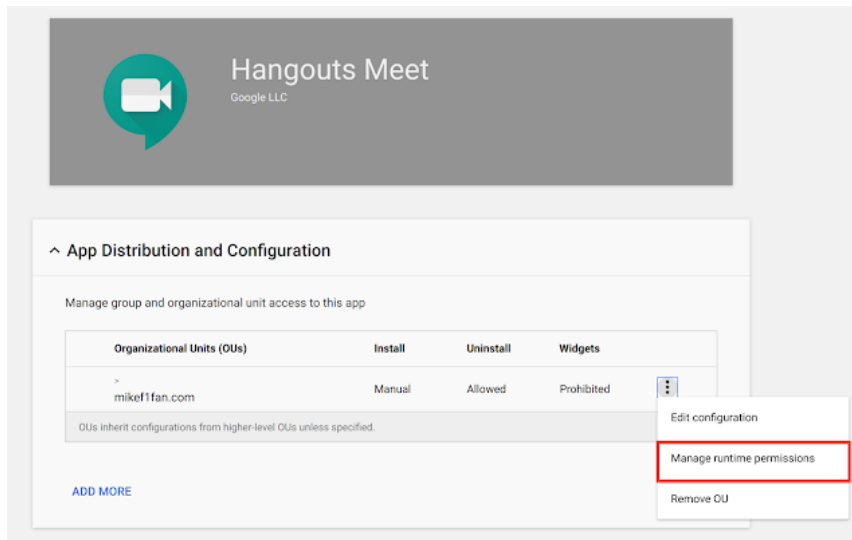 Hangouts Meet
Google LLC
App Distribution and Configuration
Manage group and organizational unit access to this app
Organizational Units (OUs) Install Uninstall Widgets
>
mikef1fan.com Manual Allowed Prohibited
Edit configuration
OUs inherit configurations from higher-level OUs unless specified.
Manage runtime permissions
ADD MORE
Remove OU